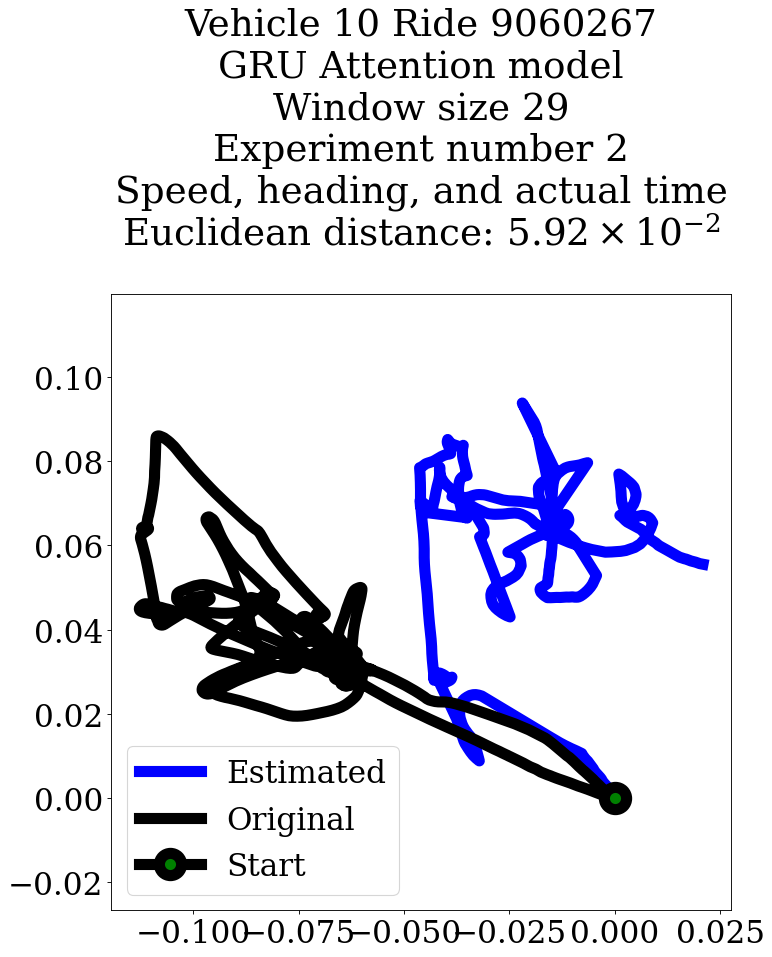 Vehicle 10 Ride 9060267
GRU Attention model
Window size 29
Experiment number 2
Speed, heading, and actual time
Euclidean distance: 5.92 × 10⁻²
0.10
0.08
0.06
0.04
0.02
0.00
−0.02
Estimated
Original
Start
−0.100 −0.075 −0.050 −0.025 0.000 0.025